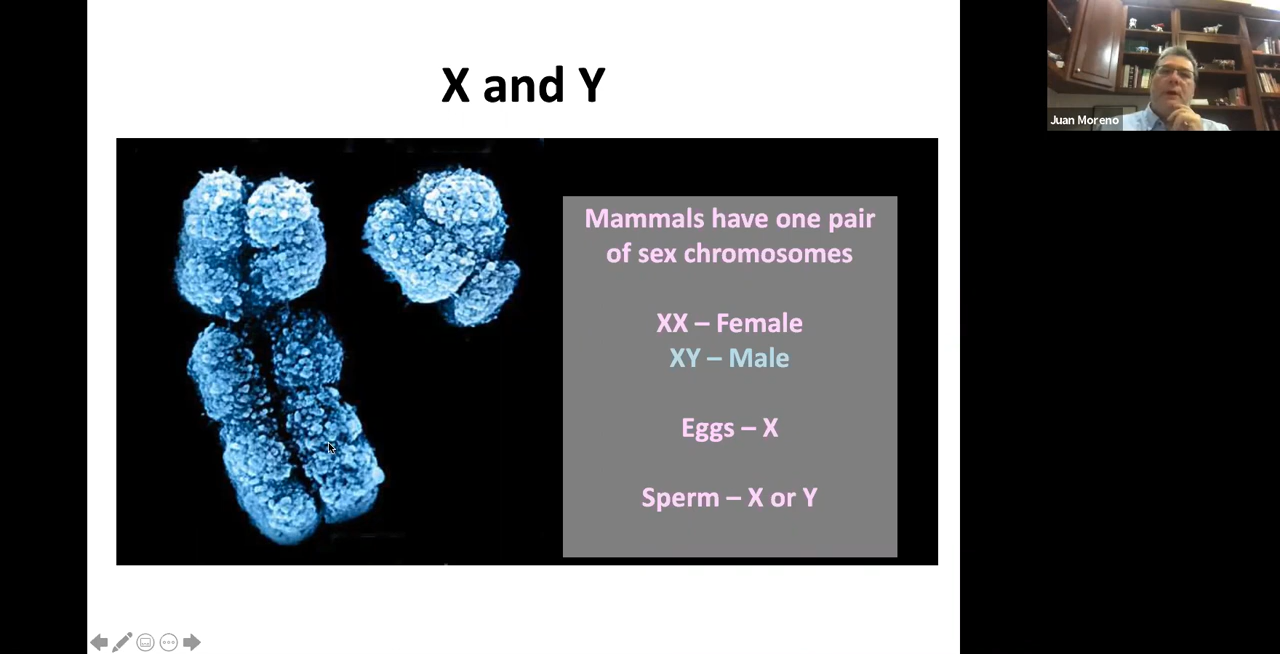 X and Y
Juan Moreno
Mammals have one pair
of sex chromosomes
XX – Female
XY – Male
Eggs – X
Sperm – X or Y